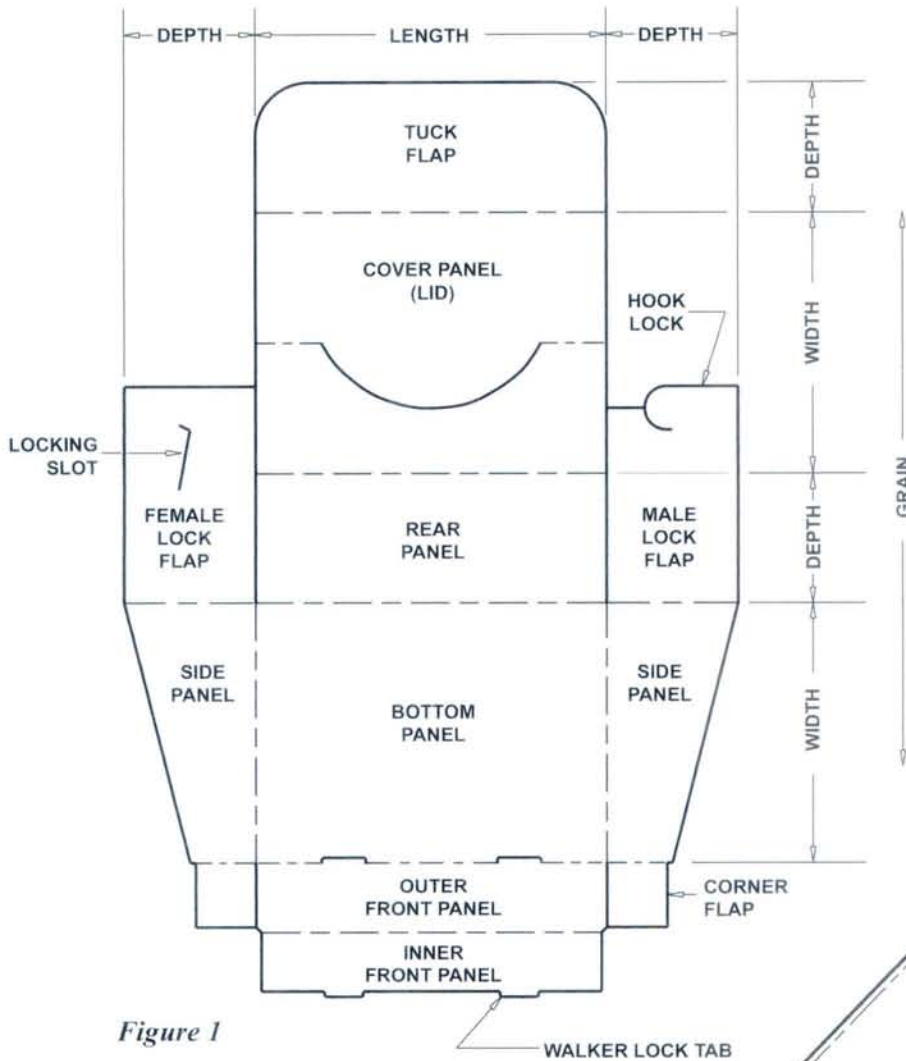 DEPTH
LENGTH
DEPTH
TUCK
FLAP
DEPTH
COVER PANEL
(LID)
HOOK
LOCK
WIDTH
LOCKING
SLOT
GRAIN
FEMALE
LOCK
FLAP
REAR
PANEL
MALE
LOCK
FLAP
DEPTH
SIDE
PANEL
BOTTOM
PANEL
SIDE
PANEL
WIDTH
OUTER
FRONT PANEL
CORNER
FLAP
INNER
FRONT PANEL
Figure 1
WALKER LOCK TAB